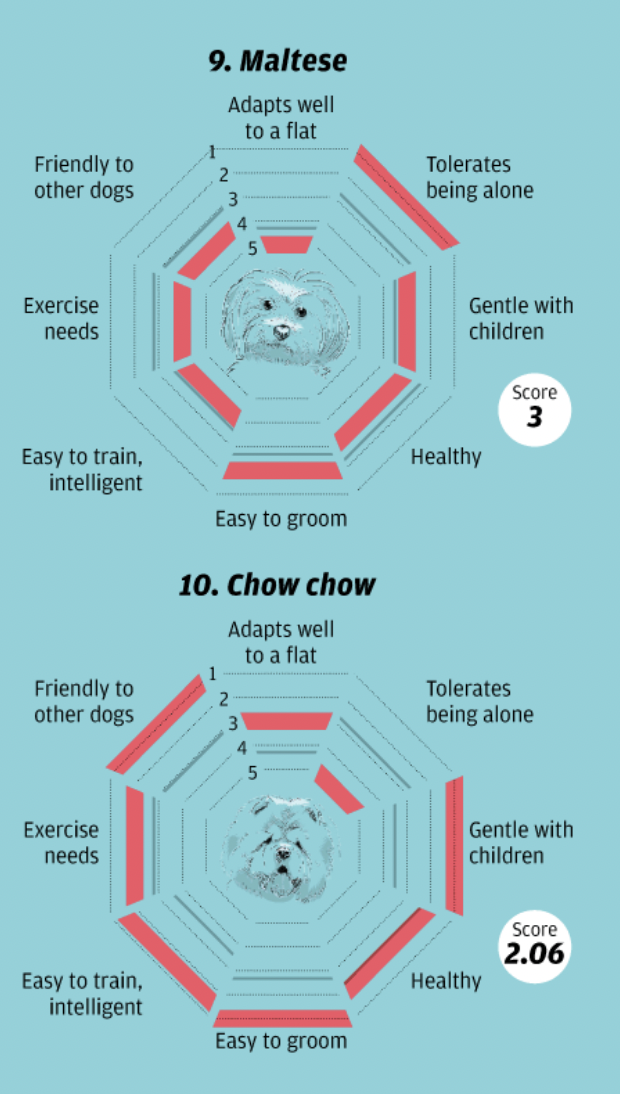 9. Maltese
Adapts well
to a flat
1
2
3
4
5
Friendly to
other dogs
Tolerates
being alone
Exercise
needs
Gentle with
children
Score
3
Easy to train,
intelligent
Healthy
Easy to groom
10. Chow chow
Adapts well
to a flat
1
2
3
4
5
Friendly to
other dogs
Tolerates
being alone
Exercise
needs
Gentle with
children
Score
2.06
Easy to train,
intelligent
Healthy
Easy to groom